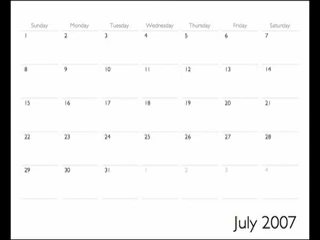 Sunday Monday Tuesday Wednesday Thursday Friday Saturday
1 2 3 4 5 6 7
8 9 10 11 12 13 14
15 16 17 18 19 20 21
22 23 24 25 26 27 28
29 30 31 1 2 3 4
July 2007